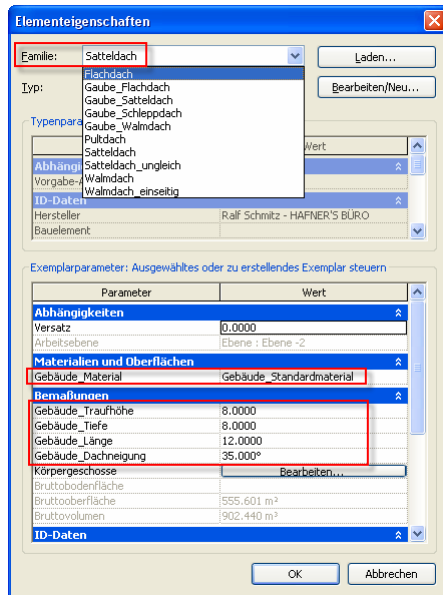 Elementeigenschaften
Familie: Satteldach Laden...
Flachdach
Gaube_Flachdach
Typ: Bearbeiten/Neu...
Gaube_Satteldach
Gaube_Schleppdach
Gaube_Walmdach
Typenpara
Pultdach
Wert
Satteldach
Abhängi
Satteldach_ungleich
Vorgabe-A
Walmdach
ID-Daten
Walmdach_einseitig
Hersteller Ralf Schmitz - HAFNER'S BÜRO
Bauelement
Exemplarparameter: Ausgewähltes oder zu erstellendes Exemplar steuern
Parameter Wert
Abhängigkeiten
Versatz 0.0000
Arbeitsebene Ebene : Ebene -2
Materialien und Oberflächen
Gebäude_Material Gebäude_Standardmaterial
Bemaßungen
Gebäude_Traufhöhe 8.0000
Gebäude_Tiefe 8.0000
Gebäude_Länge 12.0000
Gebäude_Dachneigung 35.000°
Körpergeschosse Bearbeiten...
Bruttobodenfläche
Bruttooberfläche 555.601 m²
Bruttovolumen 902.440 m³
ID-Daten
OK Abbrechen